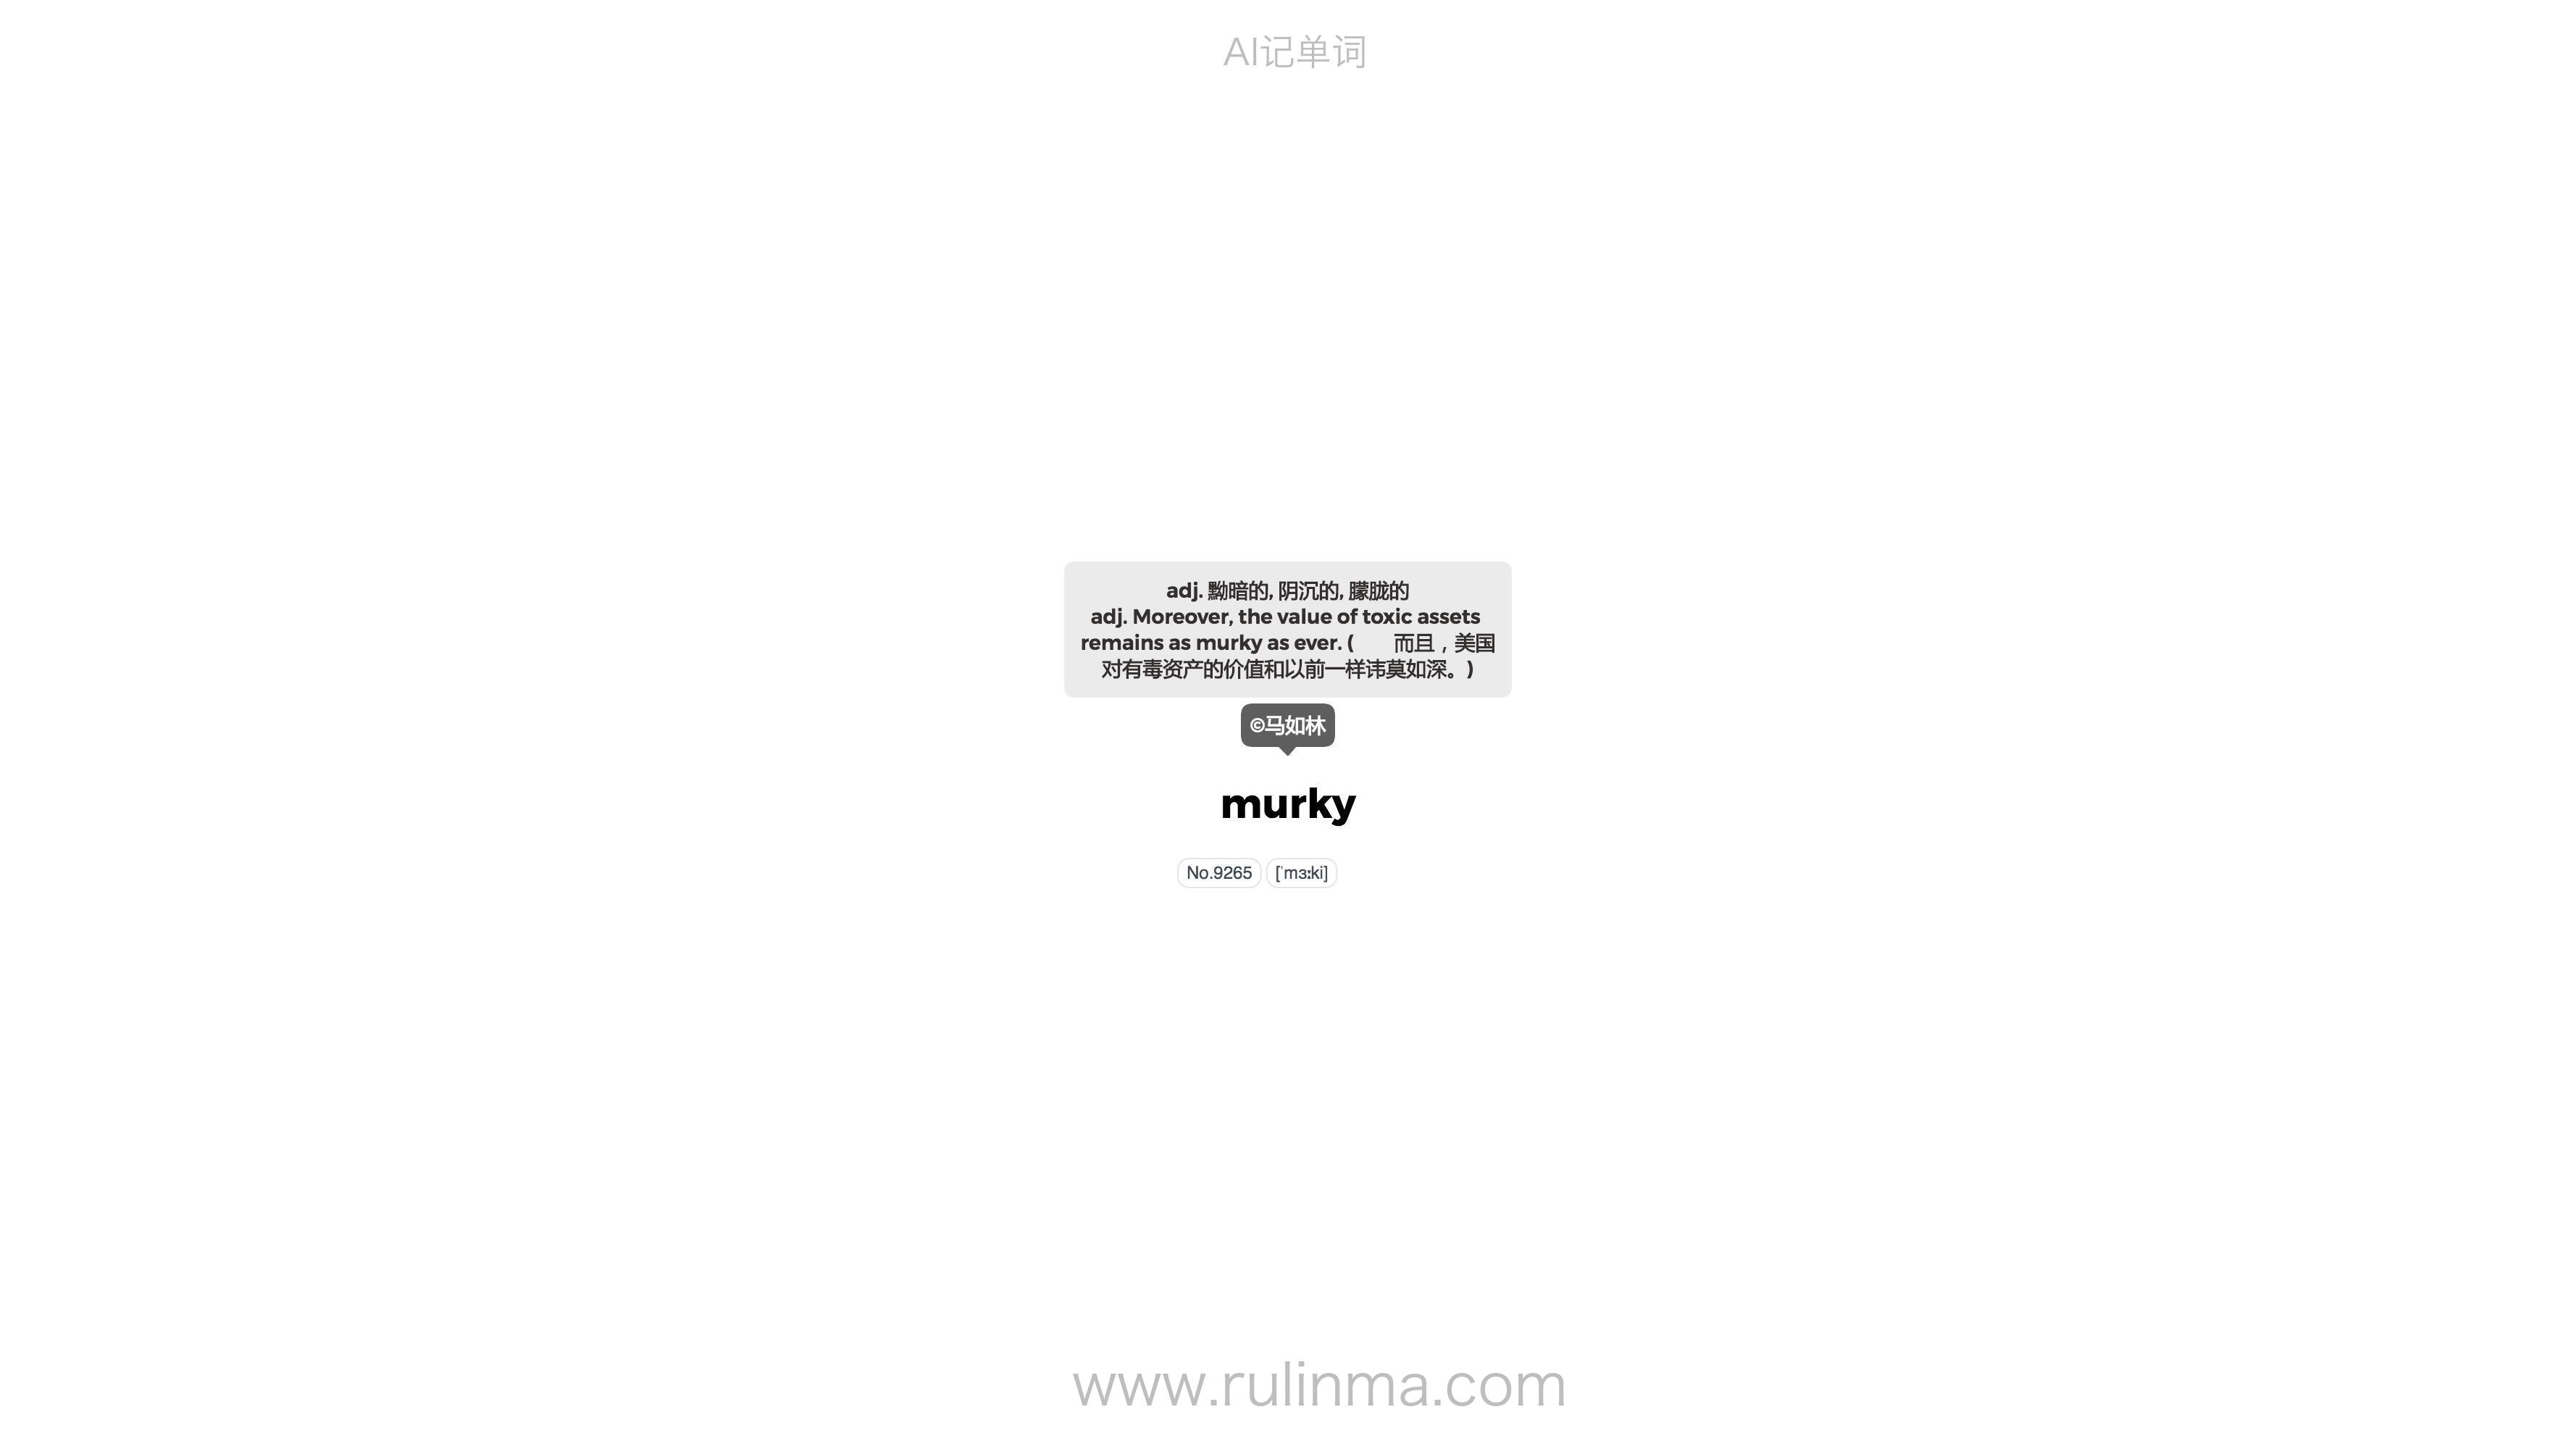 AI记单词
adj. 黝暗的, 阴沉的, 朦胧的
adj. Moreover, the value of toxic assets
remains as murky as ever. (　　而且，美国
对有毒资产的价值和以前一样讳莫如深。)
©马如林
murky
No.9265 [ˈmɜːki]
www.rulinma.com